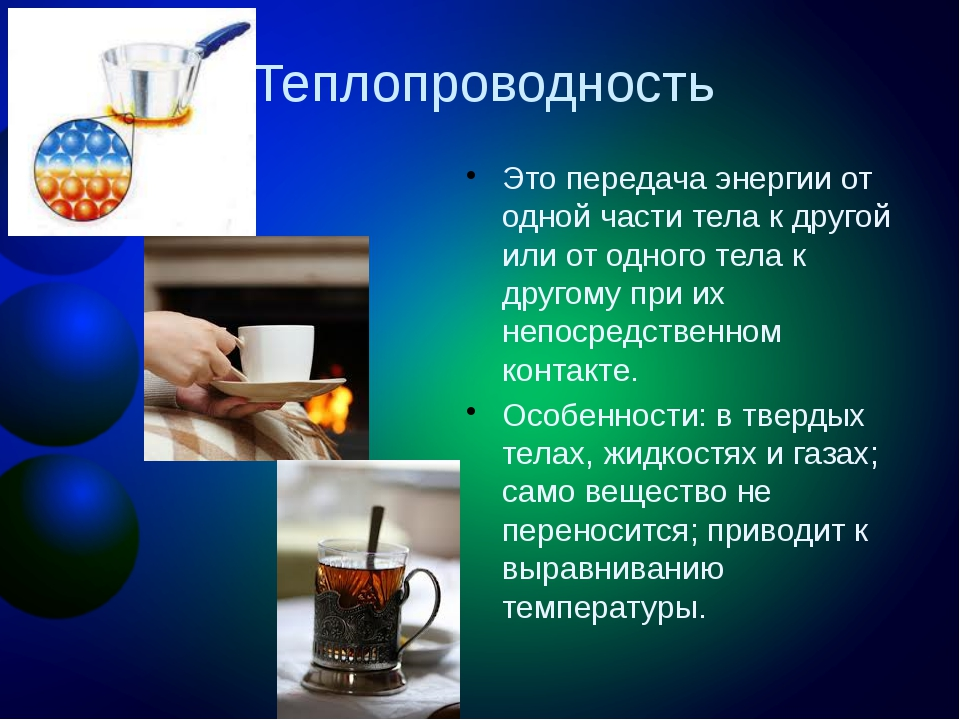 Теплопроводность
• Это передача энергии от
одной части тела к другой
или от одного тела к
другому при их
непосредственном
контакте.
• Особенности: в твердых
телах, жидкостях и газах;
само вещество не
переносится; приводит к
выравниванию
температуры.